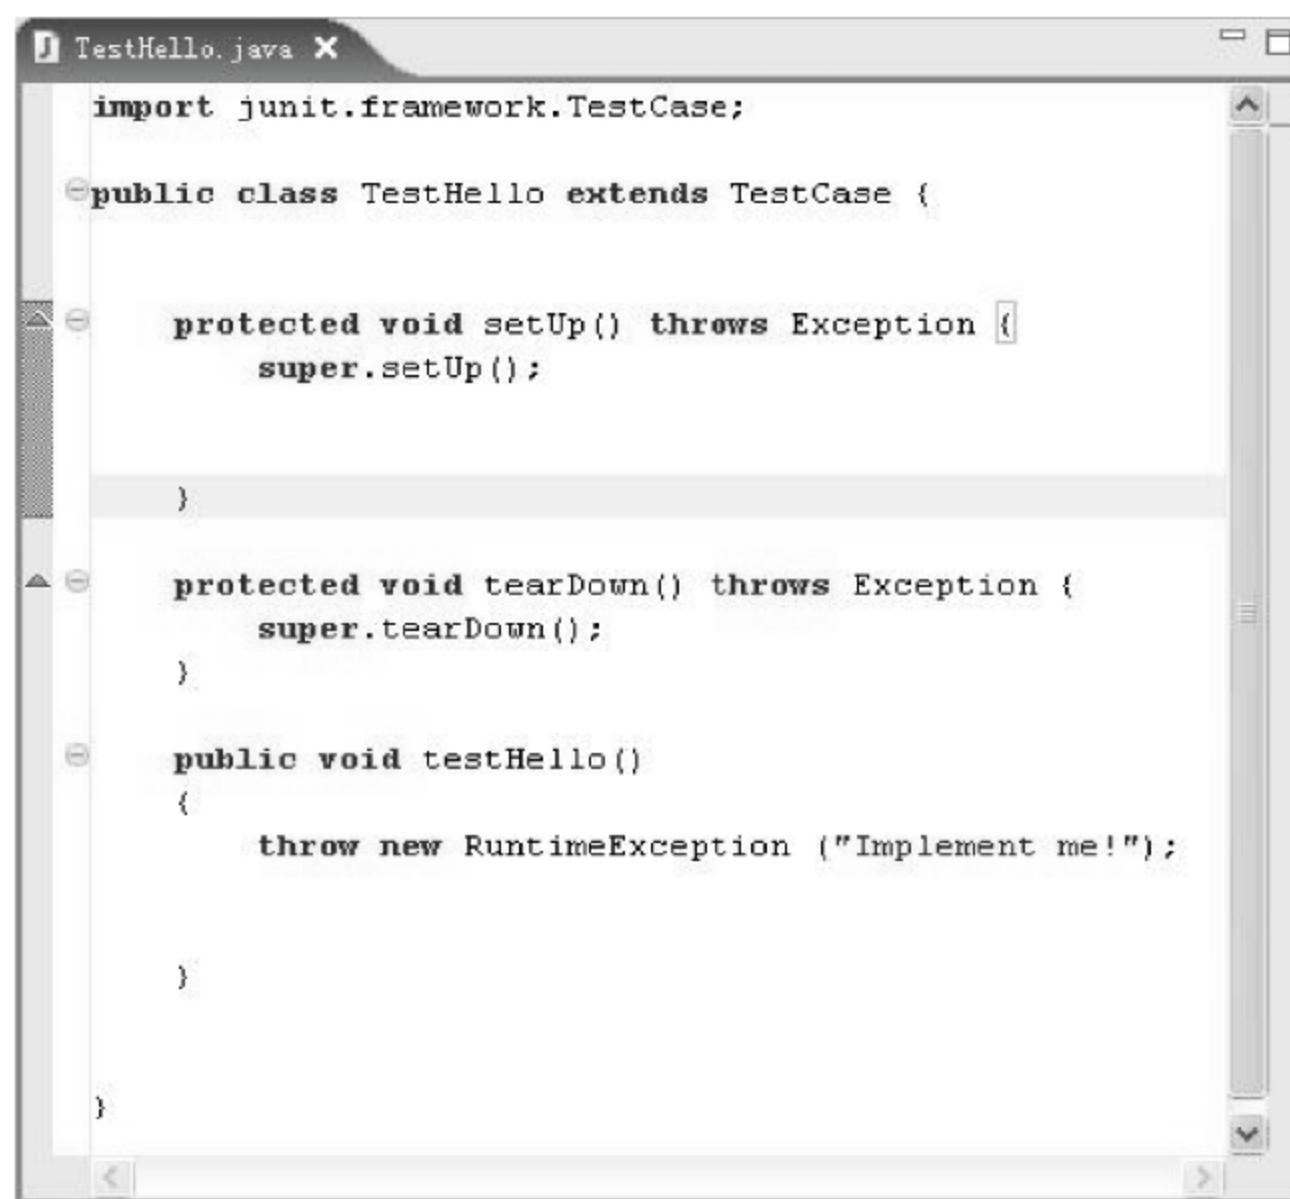 TestHello.java
import junit.framework.TestCase;
public class TestHello extends TestCase {
protected void setUp() throws Exception {
super.setUp();
}
protected void tearDown() throws Exception {
super.tearDown();
}
public void testHello()
{
throw new RuntimeException ("Implement me!");
}
}